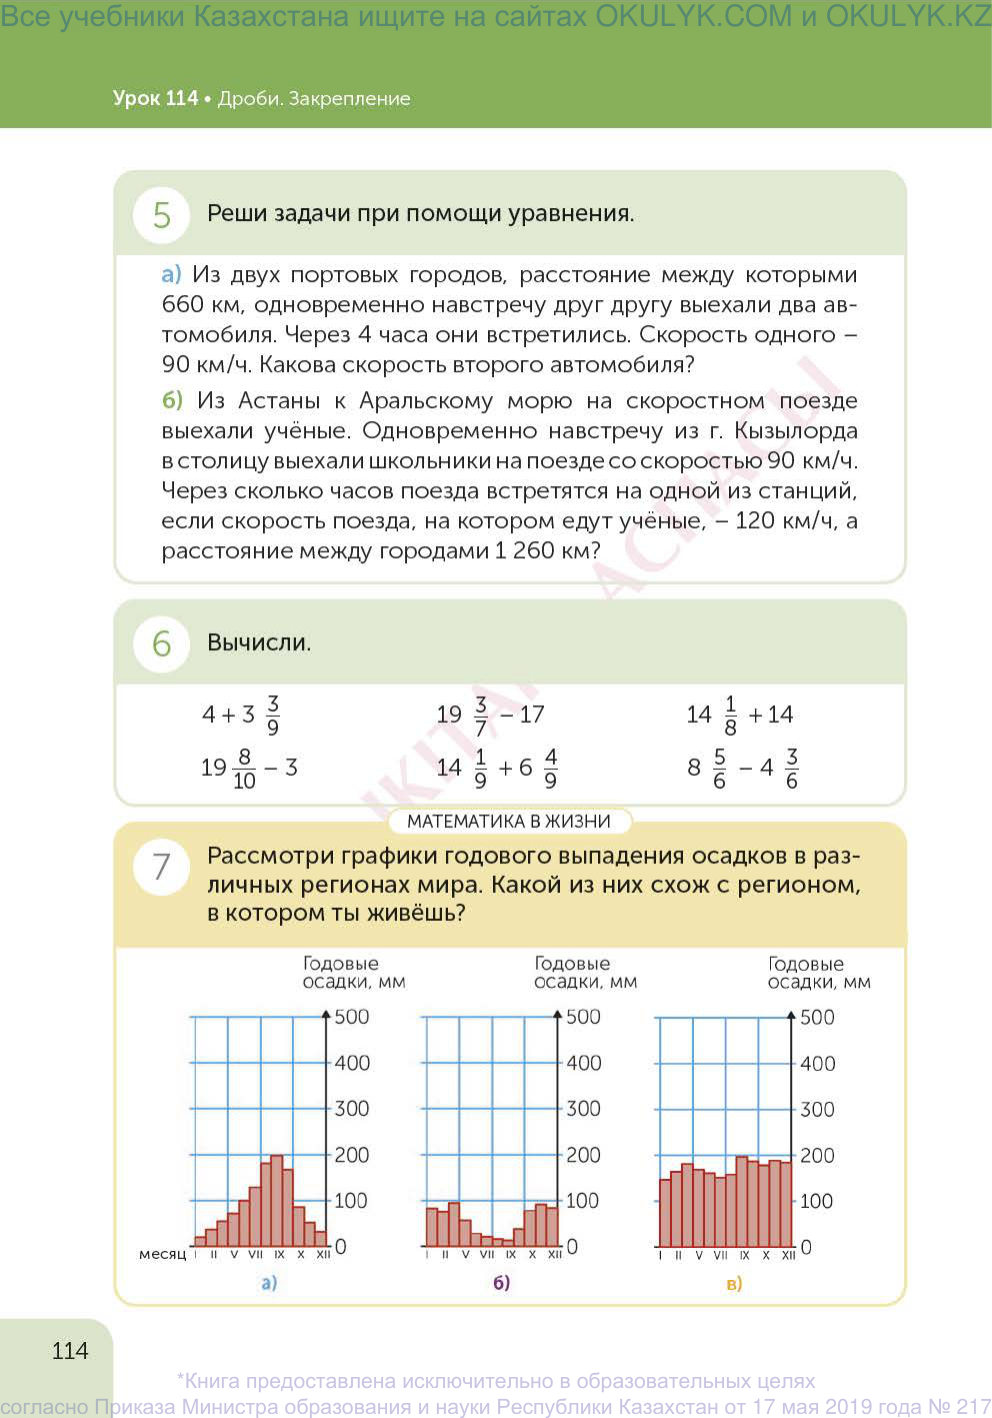 Все учебники Казахстана ищите на сайтах OKULYK.COM и OKULYK.KZ
Урок 114 • Дроби. Закрепление
5 Реши задачи при помощи уравнения.
а) Из двух портовых городов, расстояние между которыми
660 км, одновременно навстречу друг другу выехали два ав-
томобиля. Через 4 часа они встретились. Скорость одного –
90 км/ч. Какова скорость второго автомобиля?
б) Из Астаны к Аральскому морю на скоростном поезде
выехали учёные. Одновременно навстречу из г. Кызылорда
в столицу выехали школьники на поезде со скоростью 90 км/ч.
Через сколько часов поезда встретятся на одной из станций,
если скорость поезда, на котором едут учёные, – 120 км/ч, а
расстояние между городами 1 260 км?
6 Вычисли.
4 + 3 3/9 19 3/7 – 17 14 1/8 + 14
19 8/10 – 3 14 1/9 + 6 4/9 8 5/6 – 4 3/6
МАТЕМАТИКА В ЖИЗНИ
7 Рассмотри графики годового выпадения осадков в раз-
личных регионах мира. Какой из них схож с регионом,
в котором ты живёшь?
Годовые Годовые Годовые
осадки, мм осадки, мм осадки, мм
500 500 500
400 400 400
300 300 300
200 200 200
100 100 100
0 0 0
месяц I II V VII IX X XII I II V VII IX X XII I II V VII IX X XII
а) б) в)
114
*Книга предоставлена исключительно в образовательных целях
согласно Приказа Министра образования и науки Республики Казахстан от 17 мая 2019 года № 217